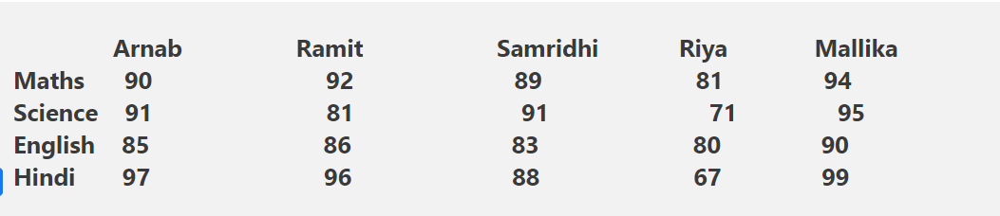 Arnab Ramit Samridhi Riya Mallika
Maths 90 92 89 81 94
Science 91 81 91 71 95
English 85 86 83 80 90
Hindi 97 96 88 67 99